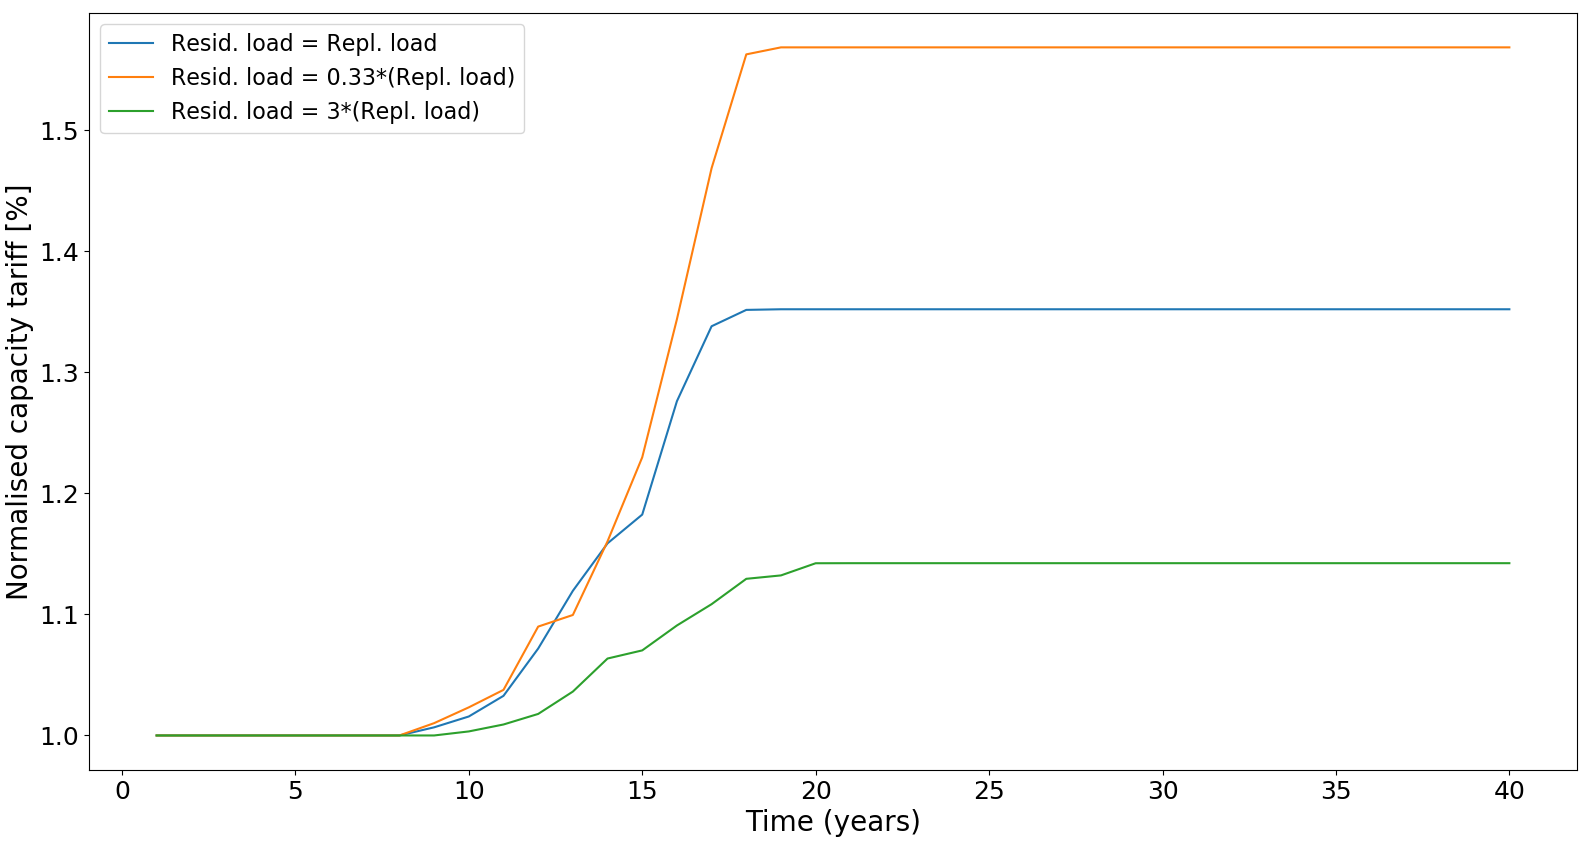 Resid. load = Repl. load
Resid. load = 0.33*(Repl. load)
Resid. load = 3*(Repl. load)
Normalised capacity tariff [%]
1.5
1.4
1.3
1.2
1.1
1.0
0 5 10 15 20 25 30 35 40
Time (years)